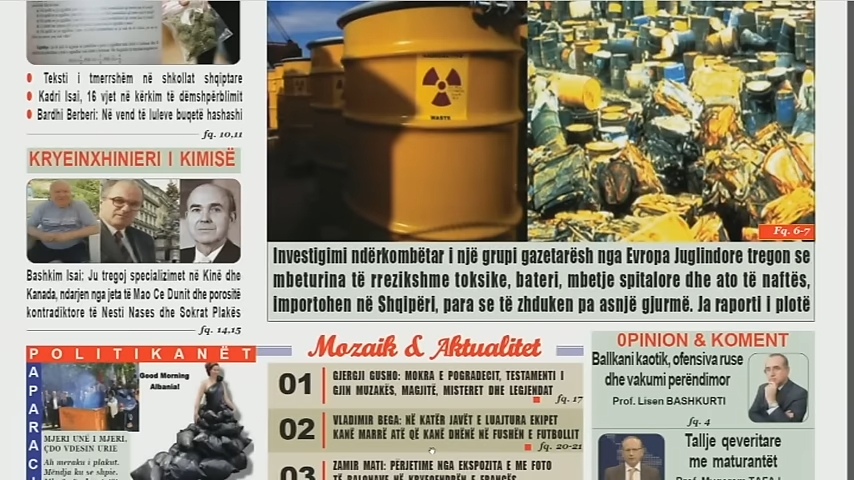 Teksti i tmerrshëm në shkollat shqiptare
Kadri Isai, 16 vjet në kërkim të dëmshpërblimit
Bardhi Berberi: Në vend të luleve buqetë hashashi
fq. 10,11
KRYEINXHINIERI I KIMISË
Bashkim Isai: Ju tregoj specializimet në Kinë dhe
Kanada, ndarjen nga jeta të Mao Ce Dunit dhe porositë
kontradiktore të Nesti Nases dhe Sokrat Plakës
fq. 14,15
POLITIKANËT
APARACI
Good Morning
Albania!
MJERI UNË I MJERI,
ÇDO VDESIN URIE
Ah meraku i plakut.
Mëndja ku se shpie.
WASTE
Fq. 6-7
Investigimi ndërkombëtar i një grupi gazetarësh nga Evropa Juglindore tregon se
mbeturina të rrezikshme toksike, bateri, mbetje spitalore dhe ato të naftës,
importohen në Shqipëri, para se të zhduken pa asnjë gjurmë. Ja raporti i plotë
Mozaik & Aktualitet
01
GJERGJI GUSHO: MOKRA E POGRADECIT, TESTAMENTI I
GJIN MUZAKËS, MAGJITË, MISTERET DHE LEGJENDAT
fq. 17
02
VLADIMIR BEGA: NË KATËR JAVËT E LUAJTURA EKIPET
KANË MARRË ATË QË KANË DHËNË NË FUSHËN E FUTBOLLIT
fq. 20-21
03
ZAMIR MATI: PËRJETIME NGA EKSPOZITA E ME FOTO
OPINION & KOMENT
Ballkani kaotik, ofensiva ruse
dhe vakumi perëndimor
Prof. Lisen BASHKURTI
fq. 4
Tallje qeveritare
me maturantët